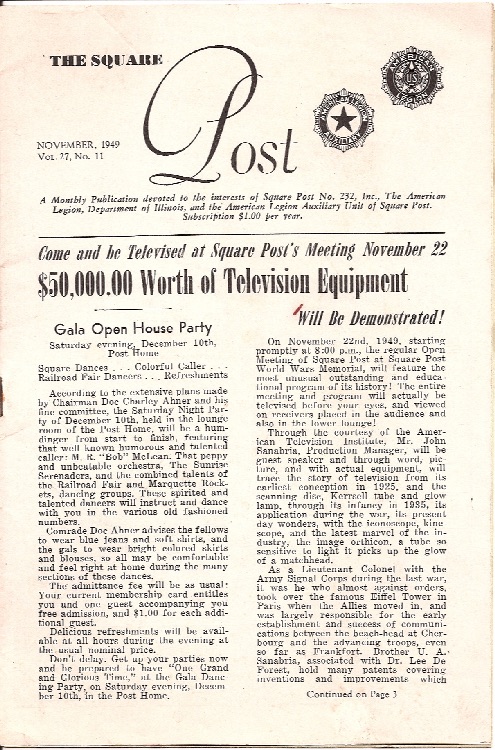 THE SQUARE
Post
NOVEMBER, 1949
VOL. 27, No. 11
A Monthly Publication devoted to the interests of Square Post No. 232, Inc., The American
Legion, Department of Illinois, and the American Legion Auxiliary Unit of Square Post.
Subscription $1.00 per year.
Come and be Televised at Square Post's Meeting November 22
$50,000.00 Worth of Television Equipment
Will Be Demonstrated!
Gala Open House Party
Saturday evening, December 10th,
Post Home
Square Dances . . . Colorful Caller . . .
Railroad Fair Dancers . . . Refreshments
According to the extensive plans made
by Chairman Doc Charley Ahner and his
fine committee, the Saturday Night Par-
ty of December 10th, held in the lounge
room of the Post Home, will be a hum-
dinger from start to finish, featuring
that well known humorous and talented
caller: M. R. "Bob" McLean. That peppy
and unbeatable orchestra, The Sunrise
Serenaders, and the combined talents of
the Railroad Fair and Marquette Rock-
ets, dancing groups. These spirited and
talented dancers will instruct and dance
with you in the various old fashioned
numbers.
Comrade Doc Ahner advises the fellows
to wear blue jeans and soft shirts, and
the gals to wear bright colored skirts
and blouses, so all may be comfortable
and feel right at home during the many
sections of these dances.
The admittance fee will be as usual:
Your current membership card entitles
you and one guest accompanying you
free admission, and $1.00 for each addi-
tional guest.
Delicious refreshments will be avail-
able at all hours during the evening at
the usual nominal price.
Don't delay. Get up your parties now
and be prepared to have "One Grand
and Glorious Time," at the Gala Danc
ing Party, on Saturday evening, Decem
ber 10th, in the Post Home.
On November 22nd, 1949, starting
promptly at 8:00 p.m., the regular Open
Meeting of Square Post at Square Post
World Wars Memorial, will feature the
most unusual outstanding and educa-
tional program of its history! The entire
meeting and program will actually be
televised before your eyes, and viewed
on receivers placed in the audience and
also in the lower lounge!
Through the courtesy of the Amer-
ican Television Institute, Mr. John
Sanabria, Production Manager, will be
guest speaker and through word, pic-
ture, and with actual equipment, will
trace the story of television from its
earliest conception in 1925, and the
scanning disc, Kerrcell tube and glow
lamp, through its infancy in 1935, its
application during the war, its present
day wonders, with the iconoscope, kine
scope, and the latest marvel of the in-
dustry, the image orthicon, a tube so
sensitive to light it picks up the glow
of a matchhead.
As a Lieutenant Colonel with the
Army Signal Corps during the last war,
it was he who almost against orders,
took over the famous Eiffel Tower in
Paris when the Allies moved in, and
was largely responsible for the early
establishment and success of communi-
cations between the beach-head at Cher-
bourg and the advancing troops, even
so far as Frankfort. Brother U. A.
Sanabria, associated with Dr. Lee De
Forest, hold many patents covering
inventions and improvements which
Continued on Page 3